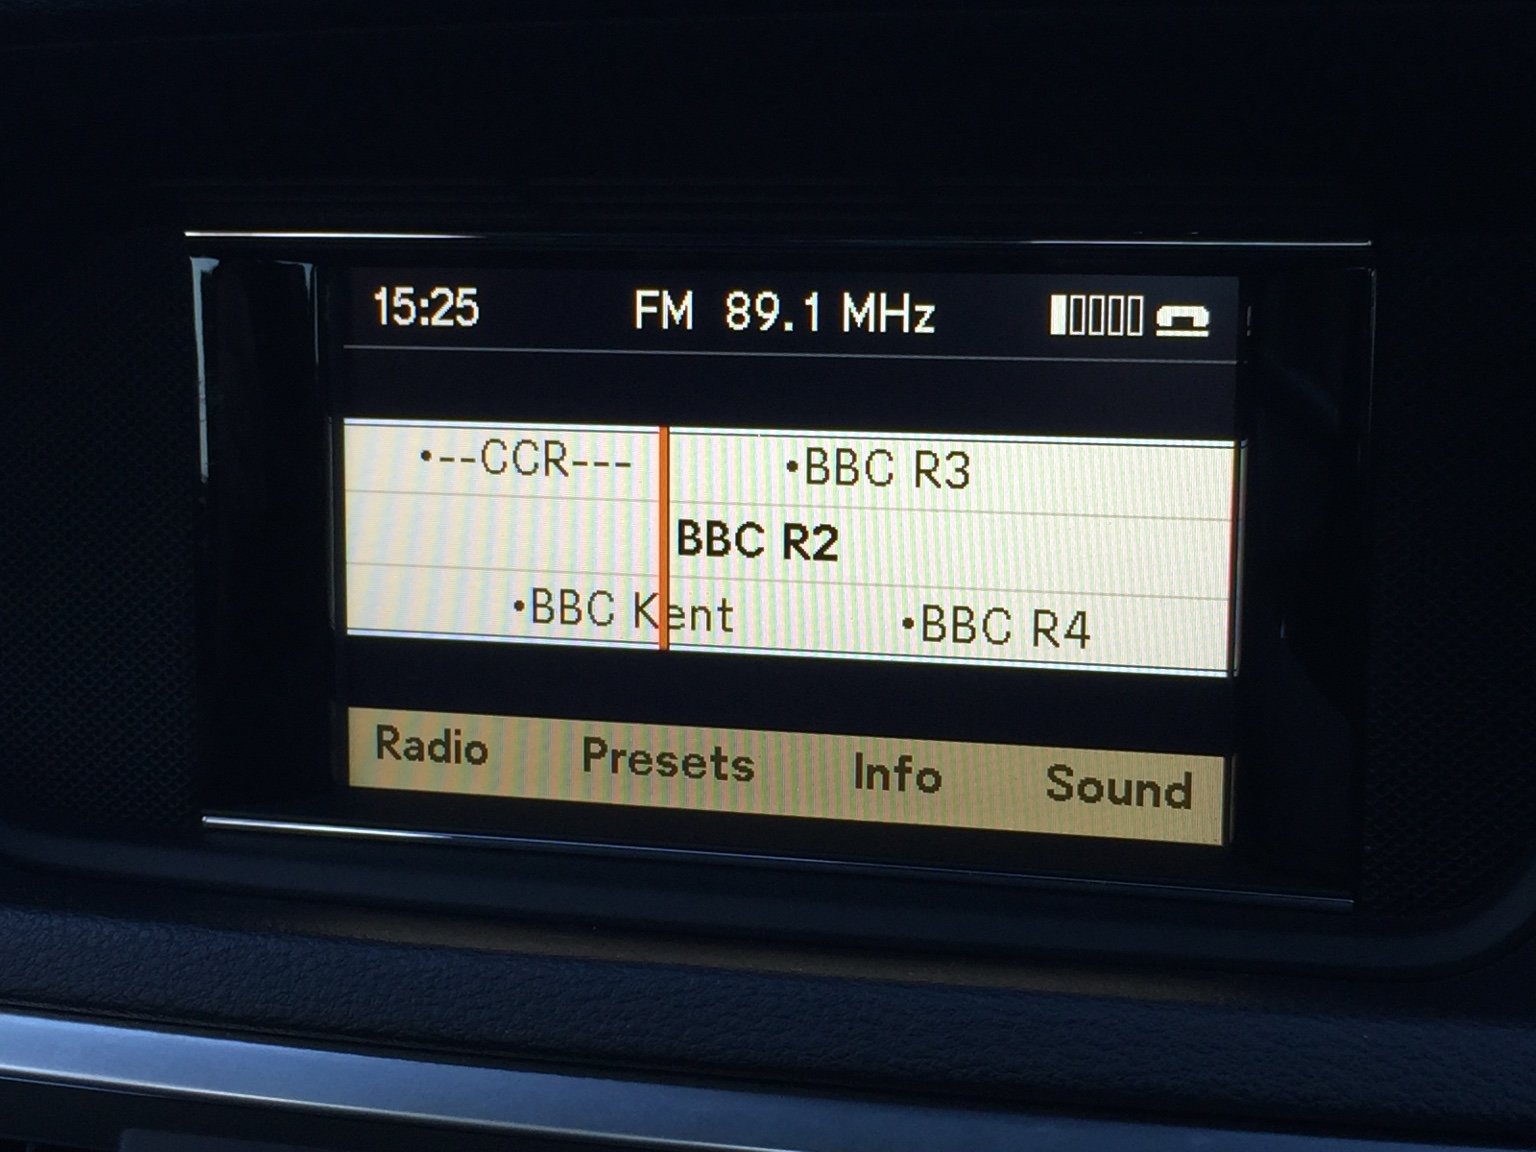 15:25 FM 89.1 MHz
•--CCR--- •BBC R3
BBC R2
•BBC Kent •BBC R4
Radio Presets Info Sound